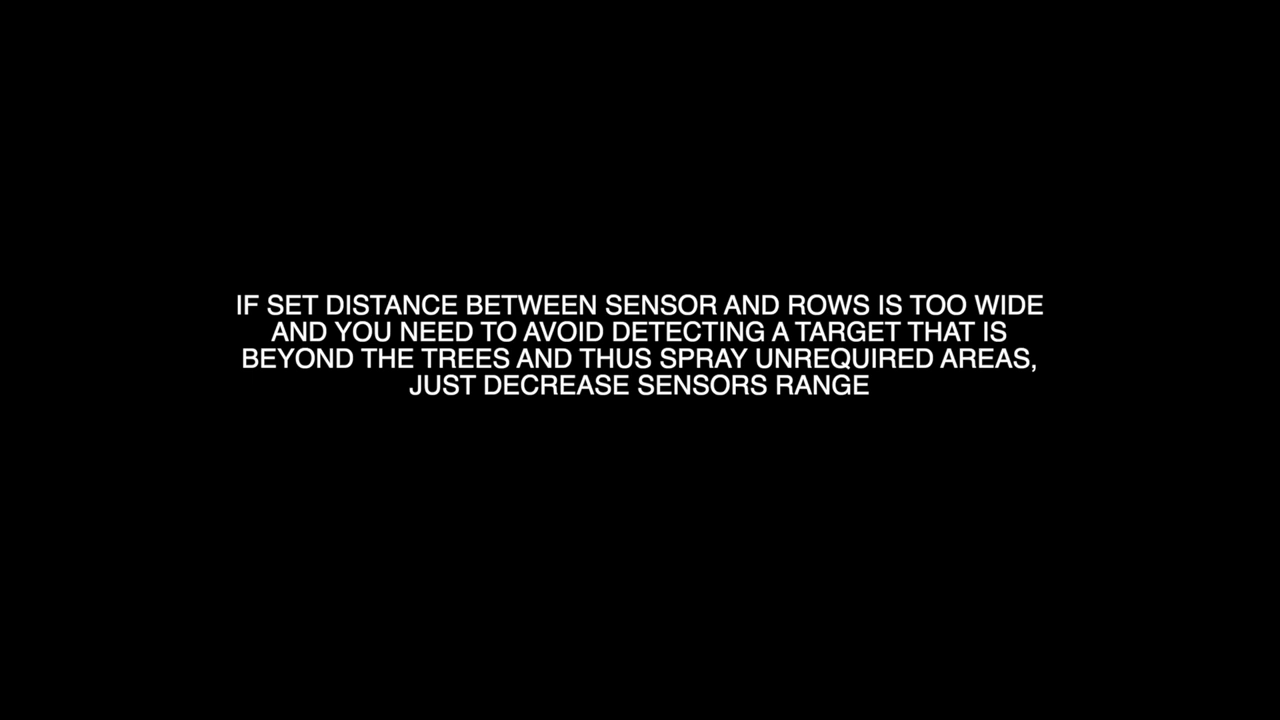 IF SET DISTANCE BETWEEN SENSOR AND ROWS IS TOO WIDE
AND YOU NEED TO AVOID DETECTING A TARGET THAT IS
BEYOND THE TREES AND THUS SPRAY UNREQUIRED AREAS,
JUST DECREASE SENSORS RANGE